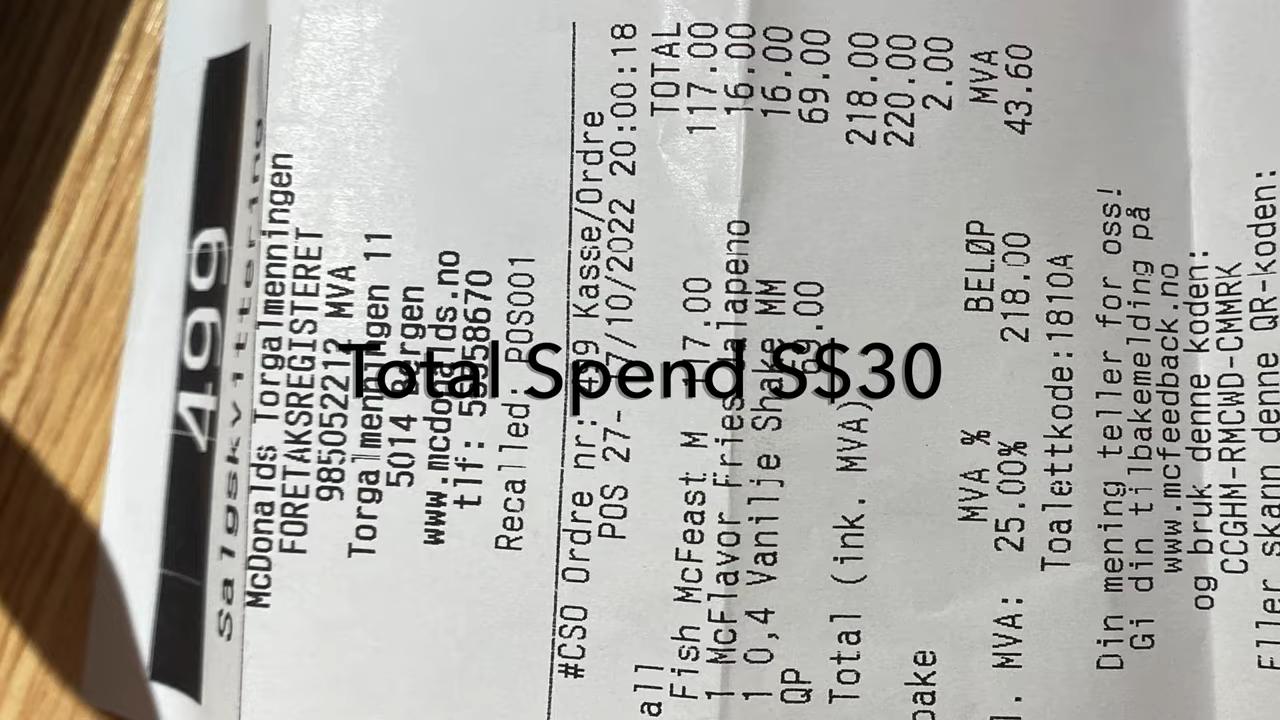 499
Salgskvittering
McDonalds Torgalmenningen
FORETAKSREGISTERET
985052212 MVA
Torgalmenningen 11
5014 Bergen
www.mcdonalds.no
tlf:
Recalled: POS001
#CSO Ordre nr: Kasse/Ordre
POS 27- /10/2022 20:00:18
all TOTAL
Fish McFeast M 117.00
1 McFlavor Fries Jalapeno 16.00
1 0,4 Vanilje Shake MM 16.00
QP 69.00 69.00
Total (ink. MVA) 218.00
220.00
bake 2.00
MVA % BELØP MVA
. MVA: 25.00% 218.00 43.60
Toalettkode:1810A
Din mening teller for oss!
Gi din tilbakemelding på
www.mcfeedback.no
og bruk denne koden:
CCGHM-RMCWD-CMMRK
Eller skann denne QR-koden:
Total Spend S$30